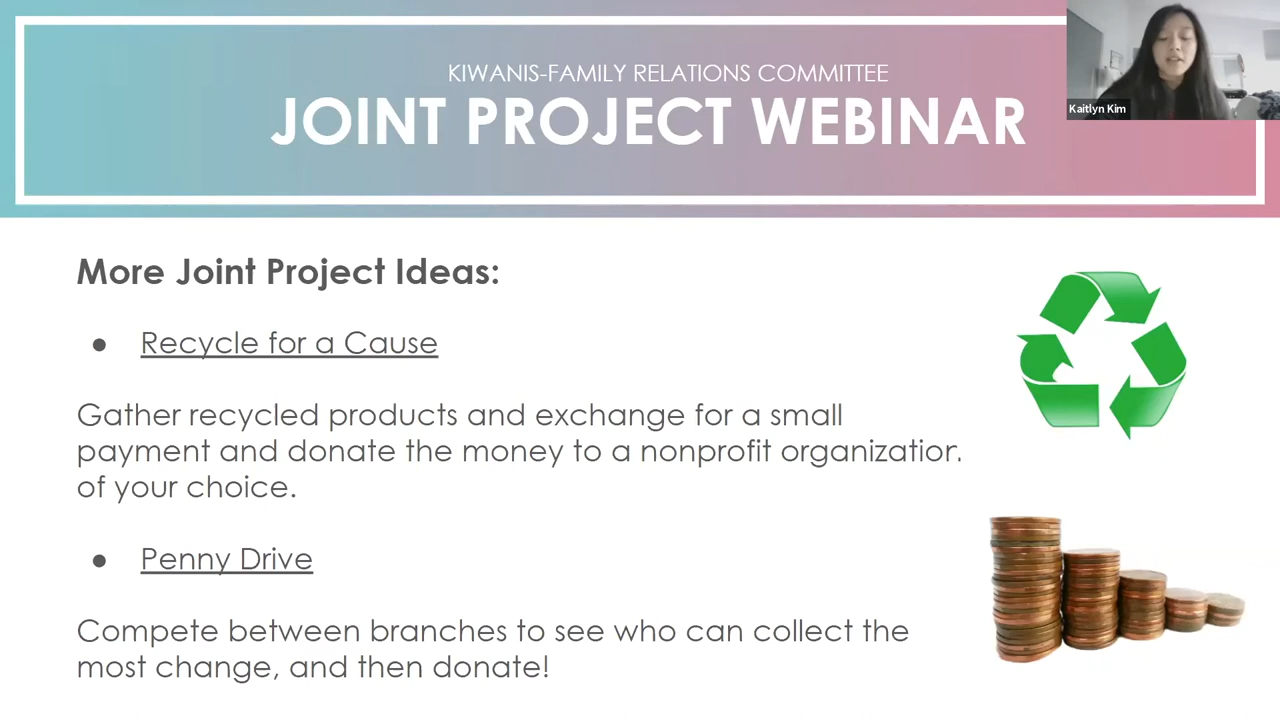 KIWANIS-FAMILY RELATIONS COMMITTEE
JOINT PROJECT WEBINAR
Kaitlyn Kim
More Joint Project Ideas:
● Recycle for a Cause
Gather recycled products and exchange for a small
payment and donate the money to a nonprofit organization
of your choice.
● Penny Drive
Compete between branches to see who can collect the
most change, and then donate!